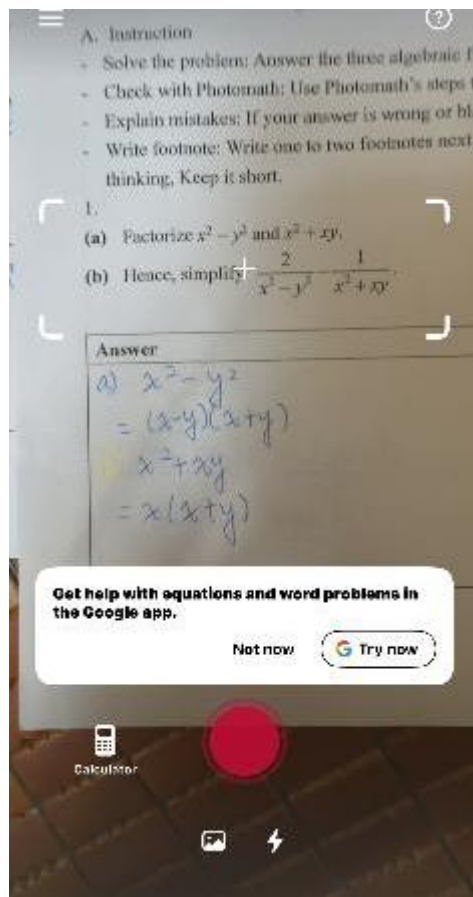 A. Instruction
- Solve the problem: Answer the three algebraic f
- Check with Photomath: Use Photomath's steps
- Explain mistakes: If your answer is wrong or bl
- Write footnote: Write one to two footnotes next
thinking, Keep it short.
1.
(a) Factorize x² − y² and x² + xy.
(b) Hence, simplify 2/(x² − y²) − 1/(x² + xy).
Answer
a) x² − y²
= (x-y)(x+y)
x² + xy
= x(x+y)
Get help with equations and word problems in
the Google app.
Not now
G Try now
Calculator